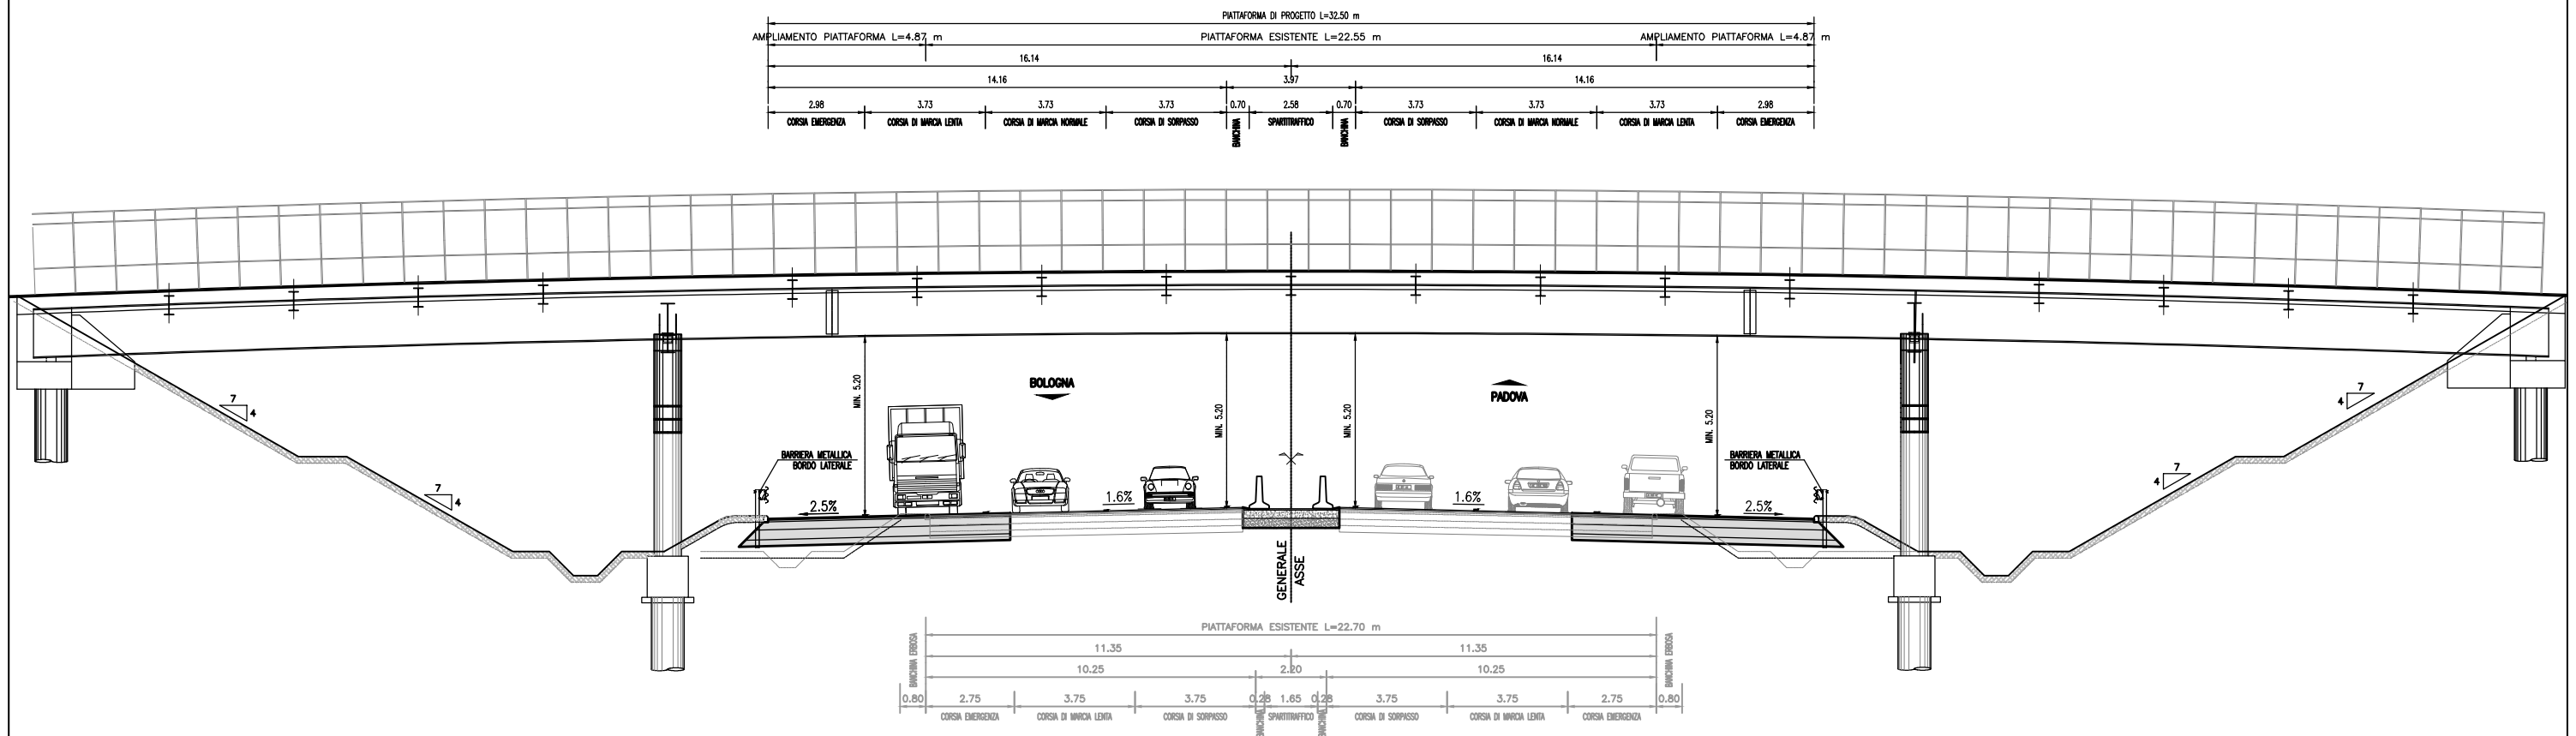 PIATTAFORMA DI PROGETTO L=32.50 m
AMPLIAMENTO PIATTAFORMA L=4.87 m
PIATTAFORMA ESISTENTE L=22.55 m
AMPLIAMENTO PIATTAFORMA L=4.87 m
16.14
16.14
14.16
3.97
14.16
2.98
3.73
3.73
3.73
0.70
2.58
0.70
3.73
3.73
3.73
2.98
CORSIA EMERGENZA
CORSIA DI MARCIA LENTA
CORSIA DI MARCIA NORMALE
CORSIA DI SORPASSO
BANCHINA
SPARTITRAFFICO
BANCHINA
CORSIA DI SORPASSO
CORSIA DI MARCIA NORMALE
CORSIA DI MARCIA LENTA
CORSIA EMERGENZA
7
4
7
4
MIN. 5.20
BOLOGNA
MIN. 5.20
MIN. 5.20
PADOVA
MIN. 5.20
7
4
7
4
BARRIERA METALLICA
BORDO LATERALE
BARRIERA METALLICA
BORDO LATERALE
2.5%
1.6%
1.6%
2.5%
GENERALE
ASSE
PIATTAFORMA ESISTENTE L=22.70 m
BANCHINA ERBOSA
BANCHINA ERBOSA
11.35
11.35
10.25
2.20
10.25
0.80
2.75
3.75
3.75
0.28
1.65
0.28
3.75
3.75
2.75
0.80
CORSIA EMERGENZA
CORSIA DI MARCIA LENTA
CORSIA DI SORPASSO
BANCHINA
SPARTITRAFFICO
BANCHINA
CORSIA DI SORPASSO
CORSIA DI MARCIA LENTA
CORSIA EMERGENZA